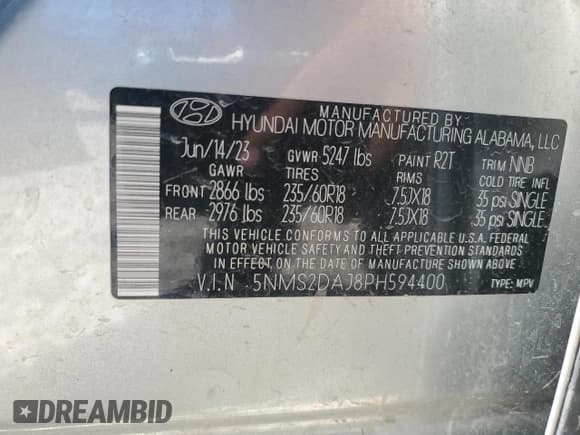 MANUFACTURED BY
HYUNDAI MOTOR MANUFACTURING ALABAMA, LLC
Jun/14/23 GVWR 5247 lbs PAINT R2T TRIM NNB
GAWR TIRES RIMS COLD TIRE INFL
FRONT 2866 lbs 235/60R18 7.5JX18 35 psi SINGLE
REAR 2976 lbs 235/60R18 7.5JX18 35 psi SINGLE
THIS VEHICLE CONFORMS TO ALL APPLICABLE U.S.A. FEDERAL
MOTOR VEHICLE SAFETY AND THEFT PREVENTION STANDARDS
IN EFFECT ON THE DATE OF MANUFACTURE SHOWN ABOVE.
V.I.N 5NMS2DAJ8PH594400 TYPE: MPV
DREAMBID